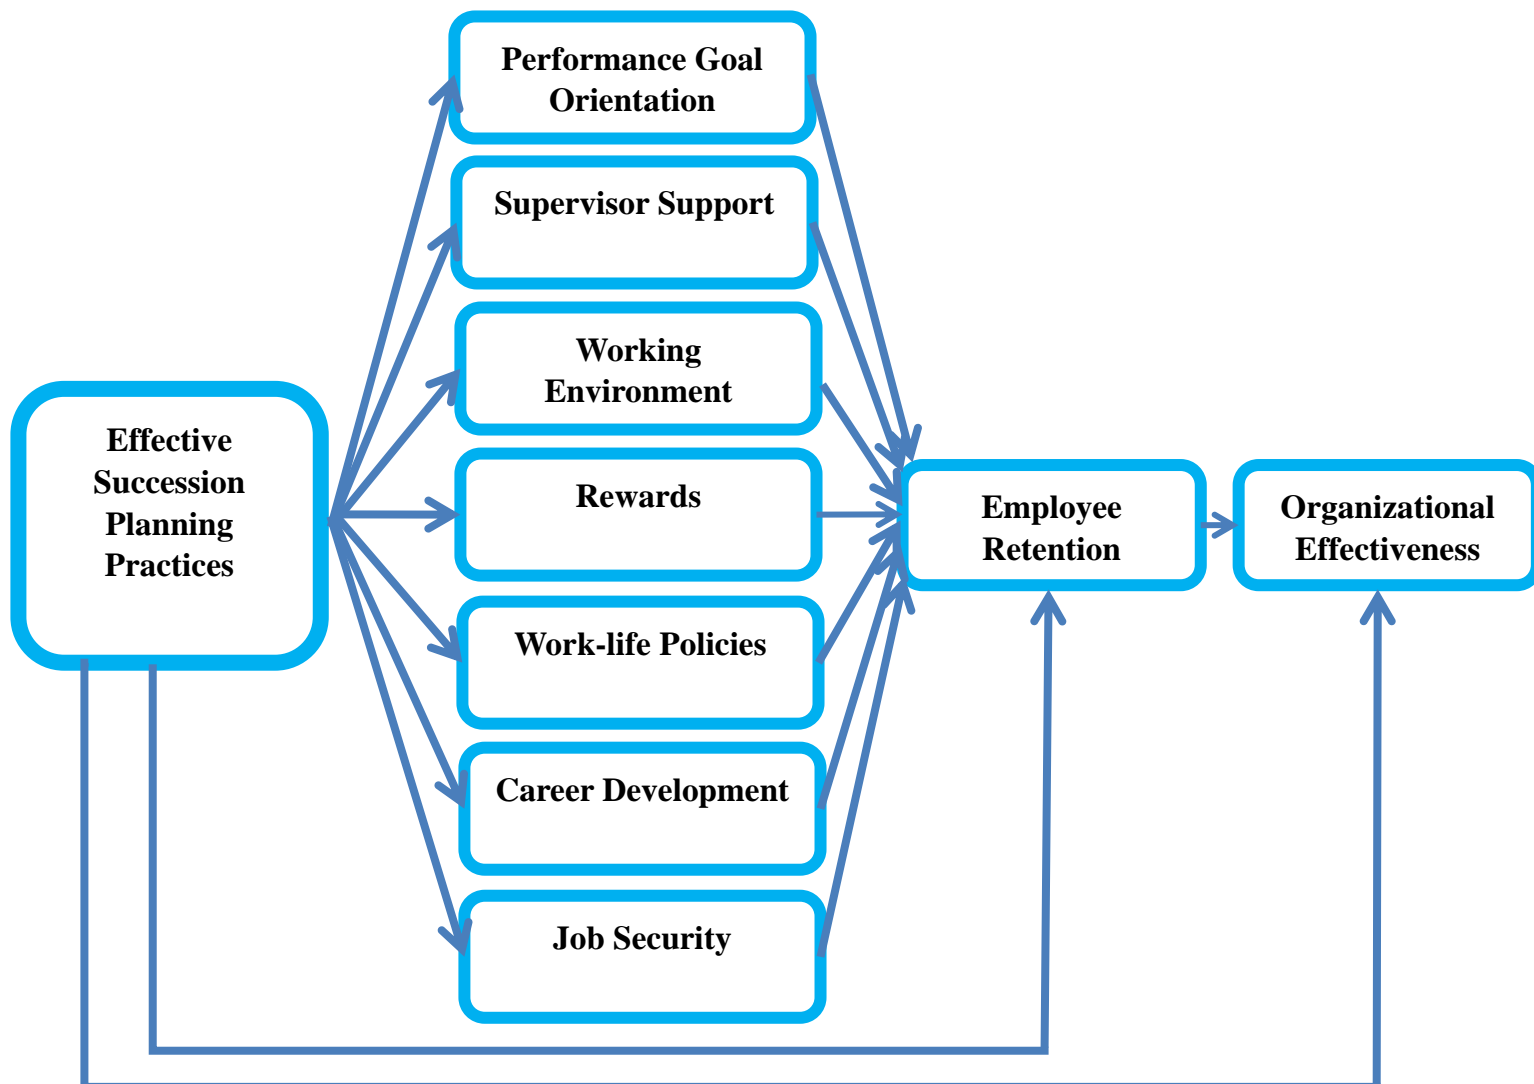 Performance Goal
Orientation
Supervisor Support
Working
Environment
Effective
Succession
Planning
Practices
Rewards
Employee
Retention
Organizational
Effectiveness
Work-life Policies
Career Development
Job Security